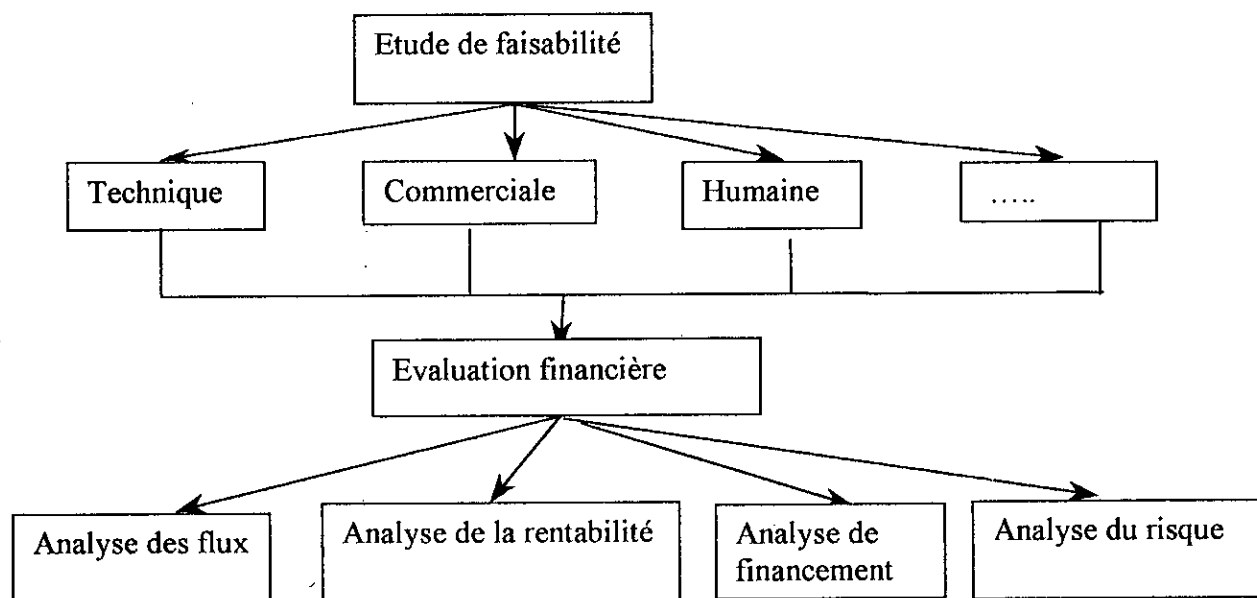 Etude de faisabilité
Technique
Commerciale
Humaine
…..
Evaluation financière
Analyse des flux
Analyse de la rentabilité
Analyse de
financement
Analyse du risque